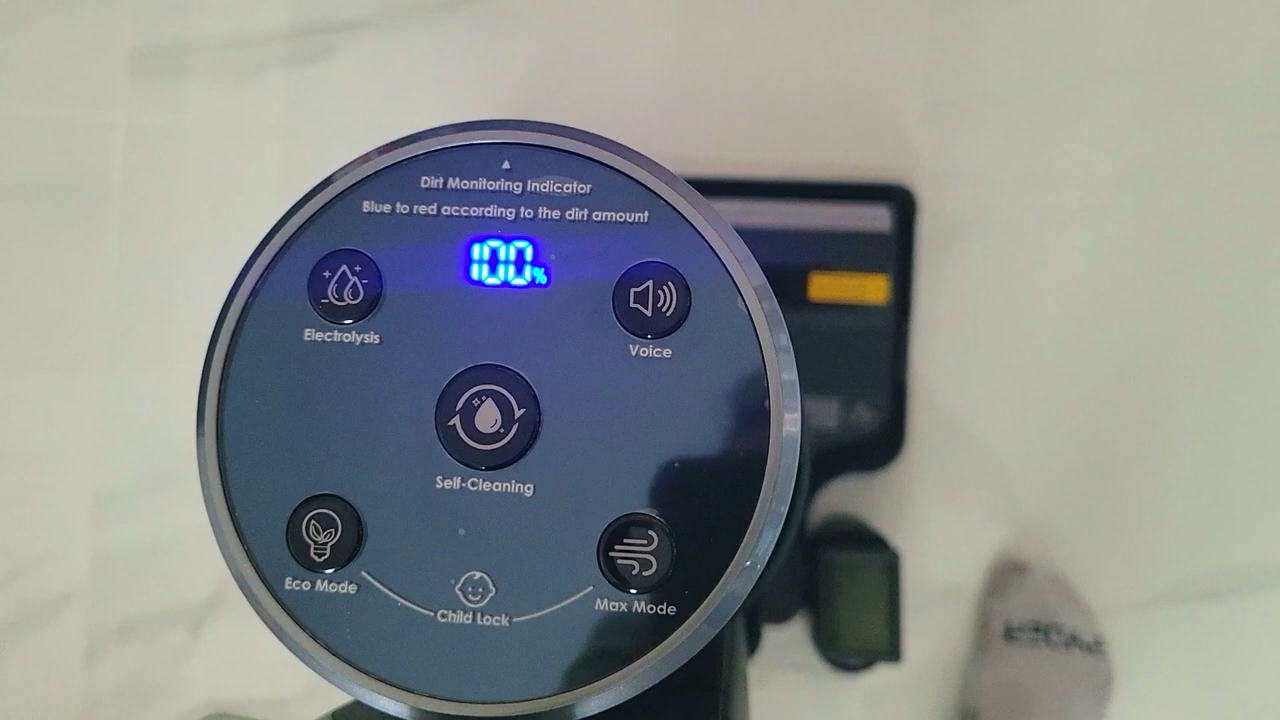 Dirt Monitoring Indicator
Blue to red according to the dirt amount
100%
Electrolysis
Voice
Self-Cleaning
Eco Mode
Child Lock
Max Mode